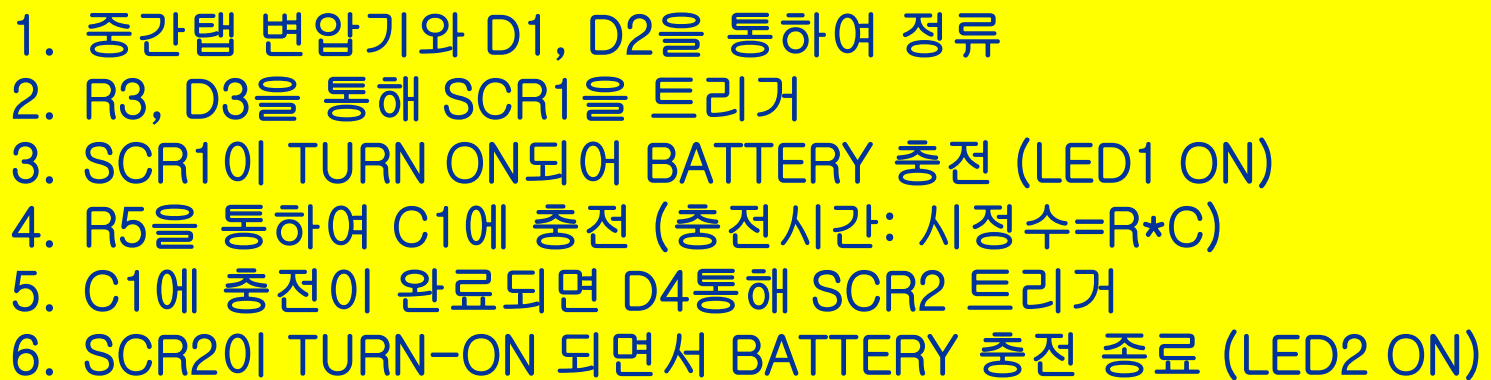 1. 중간탭 변압기와 D1, D2을 통하여 정류
2. R3, D3을 통해 SCR1을 트리거
3. SCR1이 TURN ON되어 BATTERY 충전 (LED1 ON)
4. R5을 통하여 C1에 충전 (충전시간: 시정수=R*C)
5. C1에 충전이 완료되면 D4통해 SCR2 트리거
6. SCR2이 TURN-ON 되면서 BATTERY 충전 종료 (LED2 ON)